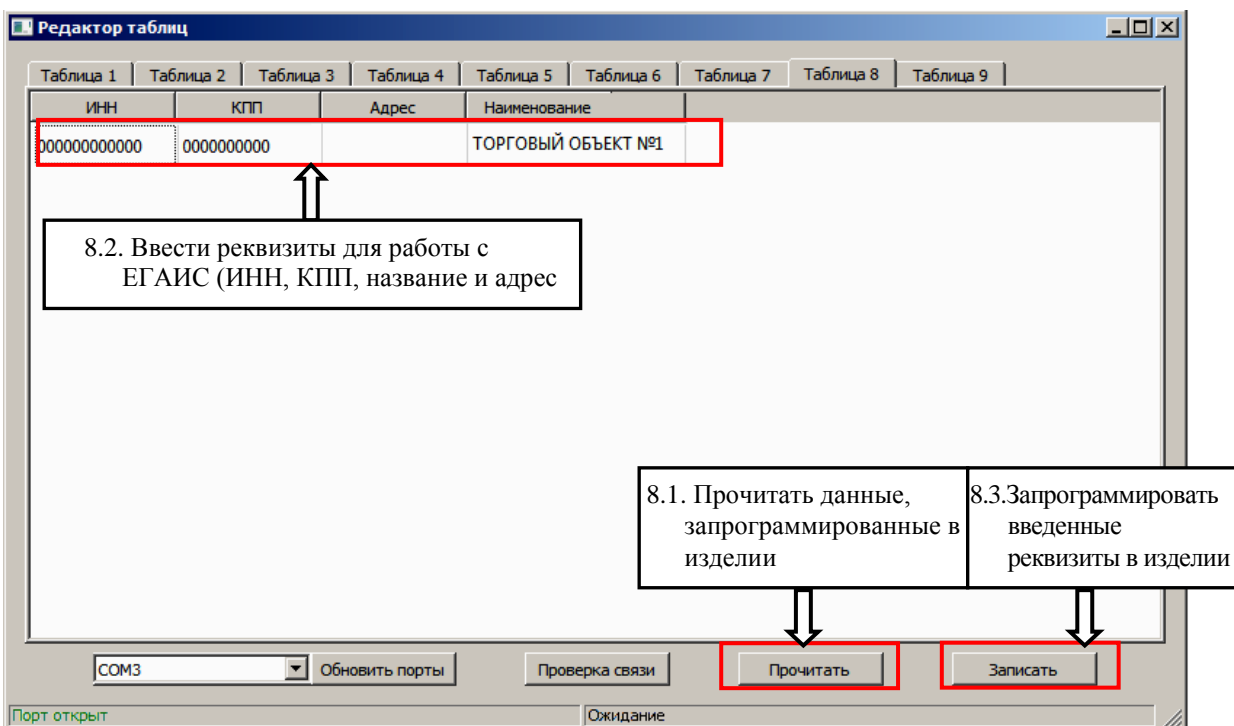 Редактор таблиц
Таблица 1 Таблица 2 Таблица 3 Таблица 4 Таблица 5 Таблица 6 Таблица 7 Таблица 8 Таблица 9
ИНН КПП Адрес Наименование
000000000000 0000000000 ТОРГОВЫЙ ОБЪЕКТ №1
8.2. Ввести реквизиты для работы с
ЕГАИС (ИНН, КПП, название и адрес
8.1. Прочитать данные,
запрограммированные в
изделии
8.3.Запрограммировать
введенные
реквизиты в изделии
COM3 Обновить порты Проверка связи Прочитать Записать
Порт открыт Ожидание